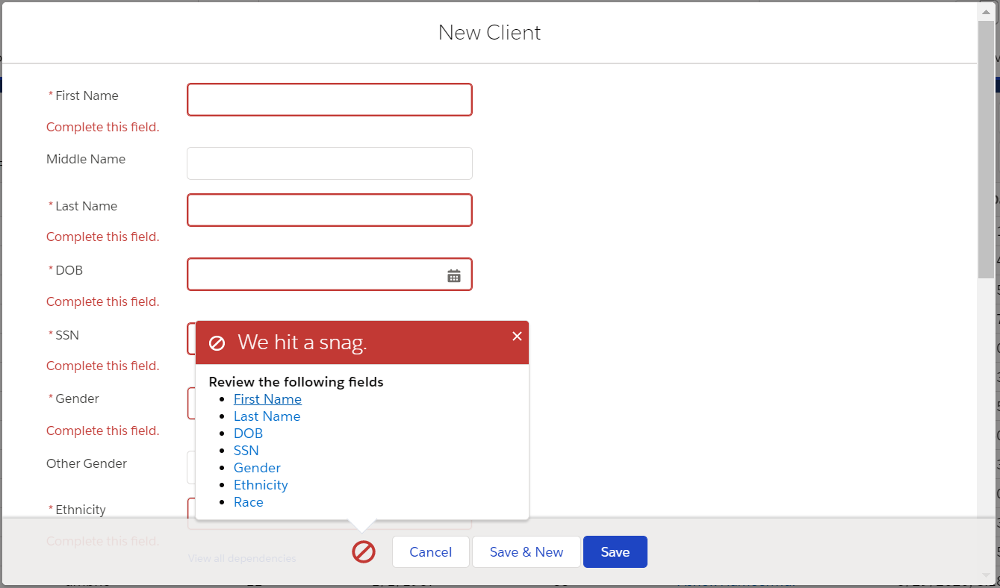 New Client
* First Name
Complete this field.
Middle Name
* Last Name
Complete this field.
* DOB
Complete this field.
* SSN
Complete this field.
* Gender
Complete this field.
Other Gender
* Ethnicity
Complete this field.
View all dependencies
We hit a snag.
Review the following fields
• First Name
• Last Name
• DOB
• SSN
• Gender
• Ethnicity
• Race
Cancel
Save & New
Save